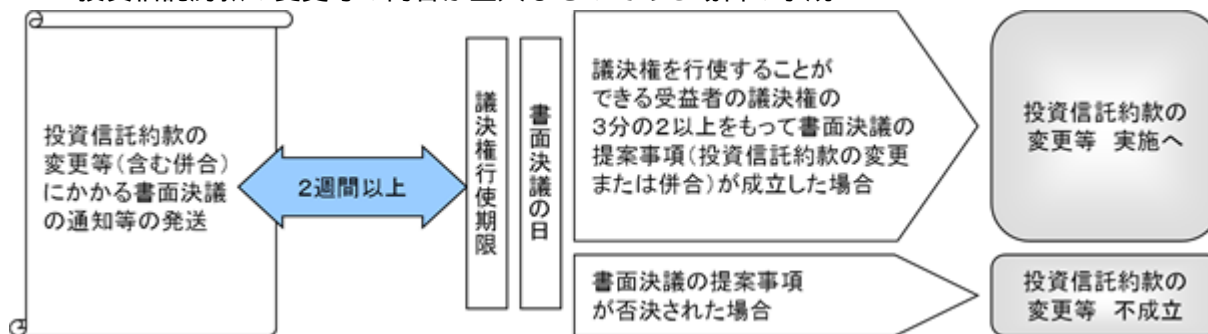 投資信託約款の
変更等(含む併合)
にかかる書面決議
の通知等の発送
2週間以上
議決権行使期限
書面決議の日
議決権を行使することが
できる受益者の議決権の
3分の2以上をもって書面決議の
提案事項(投資信託約款の変更
または併合)が成立した場合
投資信託約款の
変更等 実施へ
書面決議の提案事項
が否決された場合
投資信託約款の
変更等 不成立